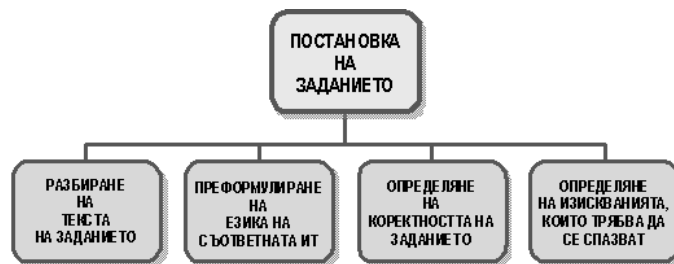 ПОСТАНОВКА
НА
ЗАДАНИЕТО
РАЗБИРАНЕ
НА
ТЕКСТА
НА ЗАДАНИЕТО
ПРЕФОРМУЛИРАНЕ
НА
ЕЗИКА НА
СЪОТВЕТНАТА ИТ
ОПРЕДЕЛЯНЕ
НА
КОРЕКТНОСТТА НА
ЗАДАНИЕТО
ОПРЕДЕЛЯНЕ
НА ИЗИСКВАНИЯТА,
КОИТО ТРЯБВА ДА
СЕ СПАЗВАТ